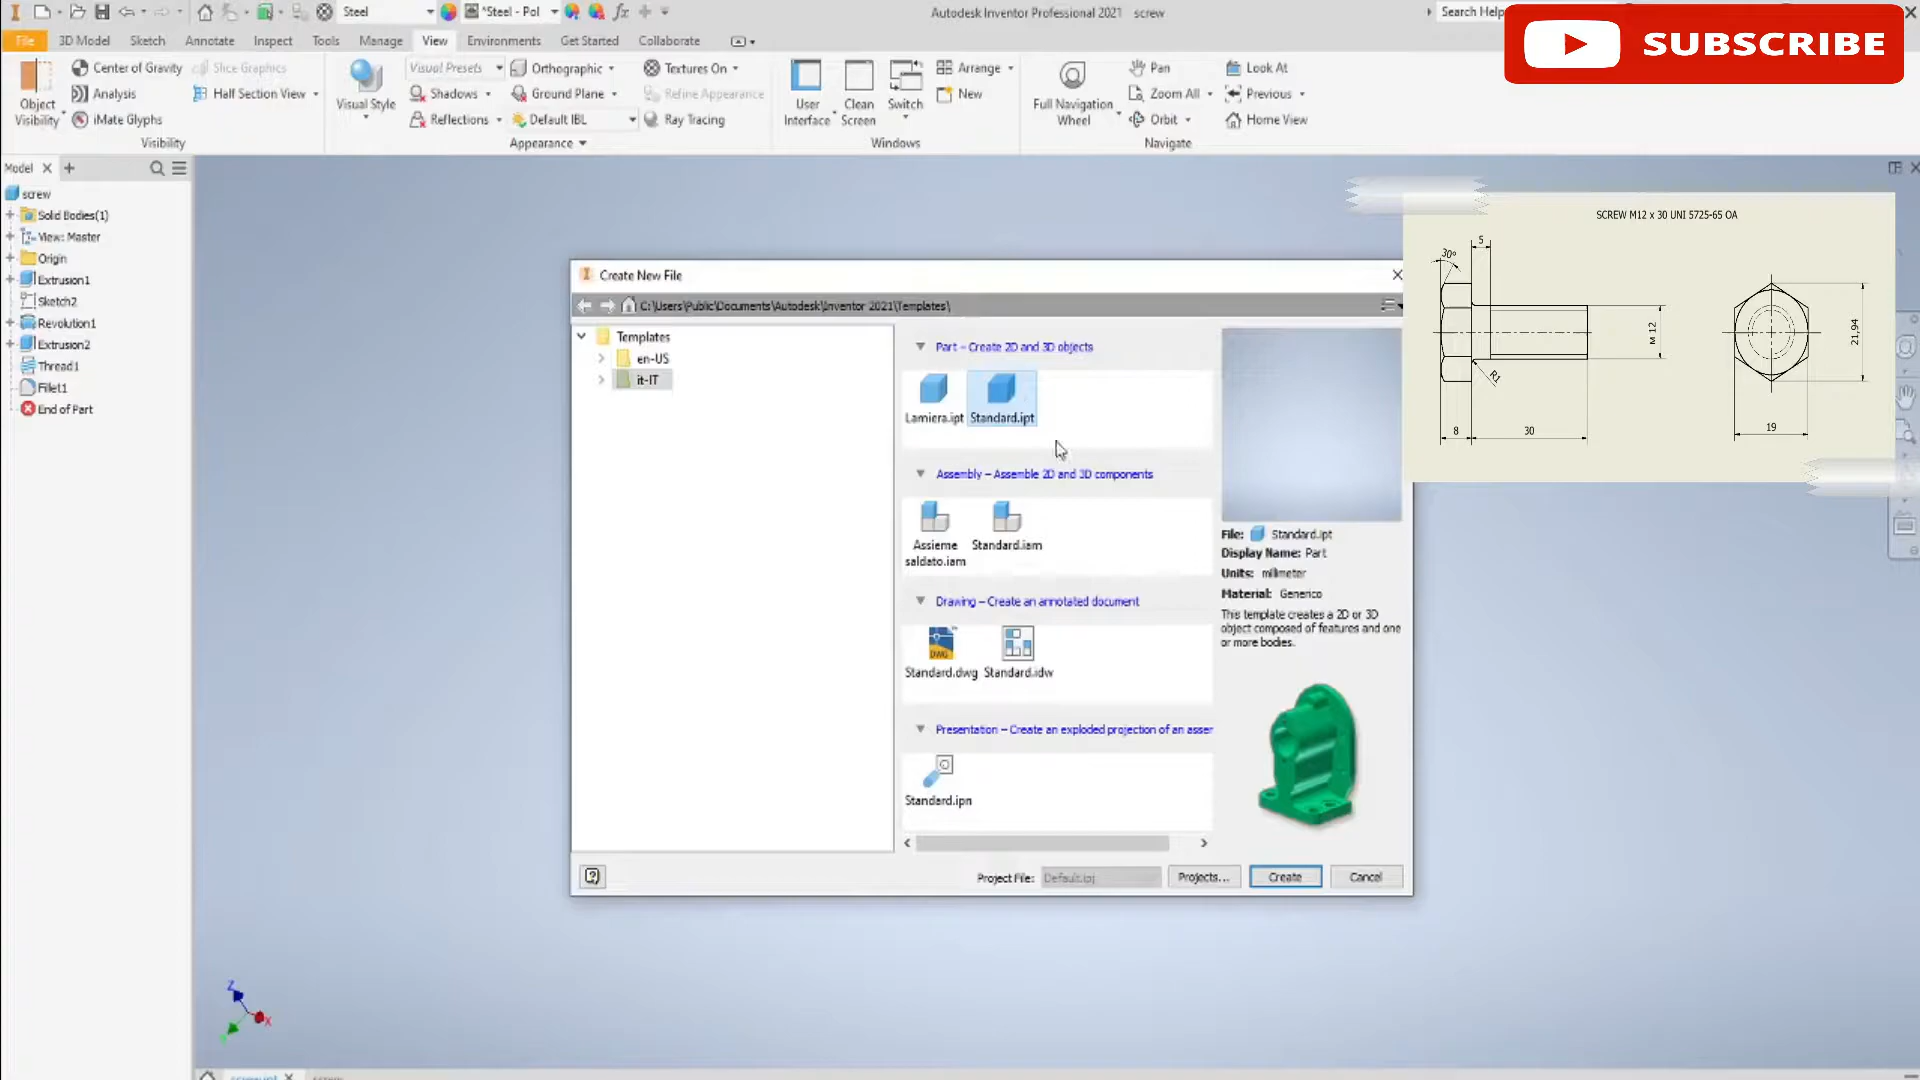 Steel
*Steel - Pol
fx
Autodesk Inventor Professional 2021 screw
Search Help
SUBSCRIBE
File 3D Model Sketch Annotate Inspect Tools Manage View Environments Get Started Collaborate
Object Visibility
Center of Gravity
Analysis
iMate Glyphs
Slice Graphics
Half Section View
Visibility
Visual Style
Visual Presets
Shadows
Reflections
Orthographic
Ground Plane
Default IBL
Textures On
Refine Appearance
Ray Tracing
Appearance
User Interface
Clean Screen
Switch
Arrange
New
Windows
Full Navigation Wheel
Pan
Zoom All
Orbit
Look At
Previous
Home View
Navigate
Model
screw
Solid Bodies(1)
View: Master
Origin
Extrusion1
Sketch2
Revolution1
Extrusion2
Thread1
Fillet1
End of Part
Create New File
C:\Users\Public\Documents\Autodesk\Inventor 2021\Templates\
Templates
en-US
it-IT
Part – Create 2D and 3D objects
Lamiera.ipt
Standard.ipt
Assembly – Assemble 2D and 3D components
Assieme
saldato.iam
Standard.iam
Drawing – Create an annotated document
DWG
Standard.dwg
Standard.idw
Presentation – Create an exploded projection of an asser
Standard.ipn
File: Standard.ipt
Display Name: Part
Units: millimeter
Material: Generico
This template creates a 2D or 3D
object composed of features and one
or more bodies.
Project File: Default.ipj
Projects...
Create
Cancel
SCREW M12 x 30 UNI 5725-65 OA
5
30°
M 12
R1
8
30
21,94
19
Z
X